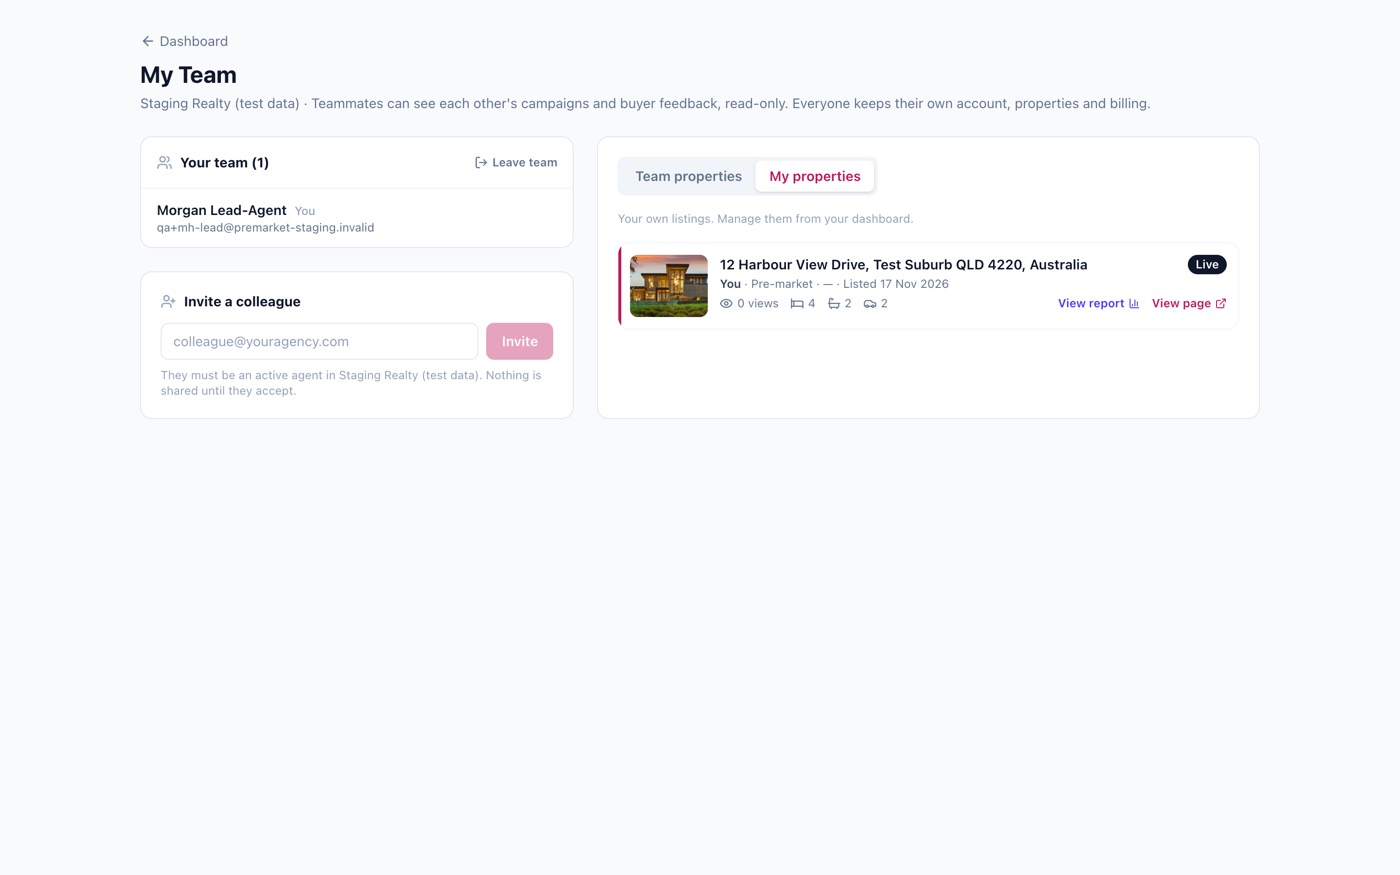 Dashboard
My Team
Staging Realty (test data) · Teammates can see each other's campaigns and buyer feedback, read-only. Everyone keeps their own account, properties and billing.
Your team (1)
Leave team
Morgan Lead-Agent You
qa+mh-lead@premarket-staging.invalid
Invite a colleague
colleague@youragency.com
Invite
They must be an active agent in Staging Realty (test data). Nothing is
shared until they accept.
Team properties
My properties
Your own listings. Manage them from your dashboard.
12 Harbour View Drive, Test Suburb QLD 4220, Australia
Live
You · Pre-market · — · Listed 17 Nov 2026
0 views 4 2 2
View report
View page